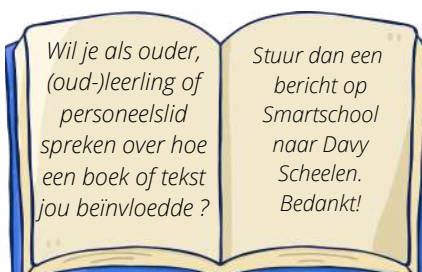 Wil je als ouder,
(oud-)leerling of
personeelslid
spreken over hoe
een boek of tekst
jou beïnvloedde ?
Stuur dan een
bericht op
Smartschool
naar Davy
Scheelen.
Bedankt!